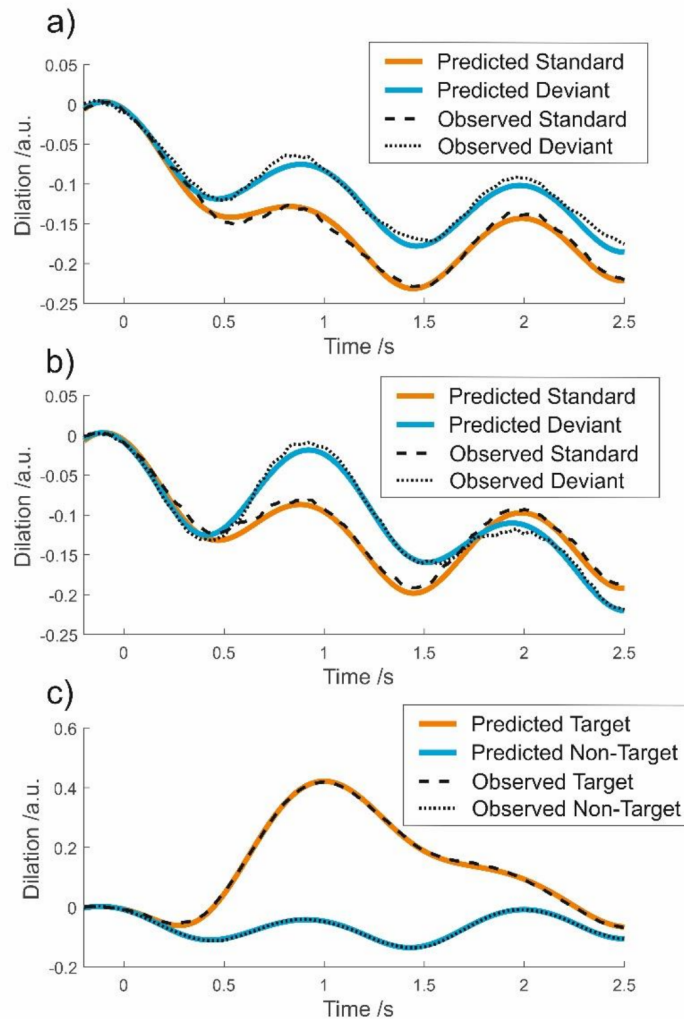 a)
0.05
0
-0.05
-0.1
-0.15
-0.2
-0.25
Dilation /a.u.
Predicted Standard
Predicted Deviant
Observed Standard
Observed Deviant
0 0.5 1 1.5 2 2.5
Time /s
b)
0.05
0
-0.05
-0.1
-0.15
-0.2
-0.25
Dilation /a.u.
Predicted Standard
Predicted Deviant
Observed Standard
Observed Deviant
0 0.5 1 1.5 2 2.5
Time /s
c)
0.6
0.4
0.2
0
-0.2
Dilation /a.u.
Predicted Target
Predicted Non-Target
Observed Target
Observed Non-Target
0 0.5 1 1.5 2 2.5
Time /s